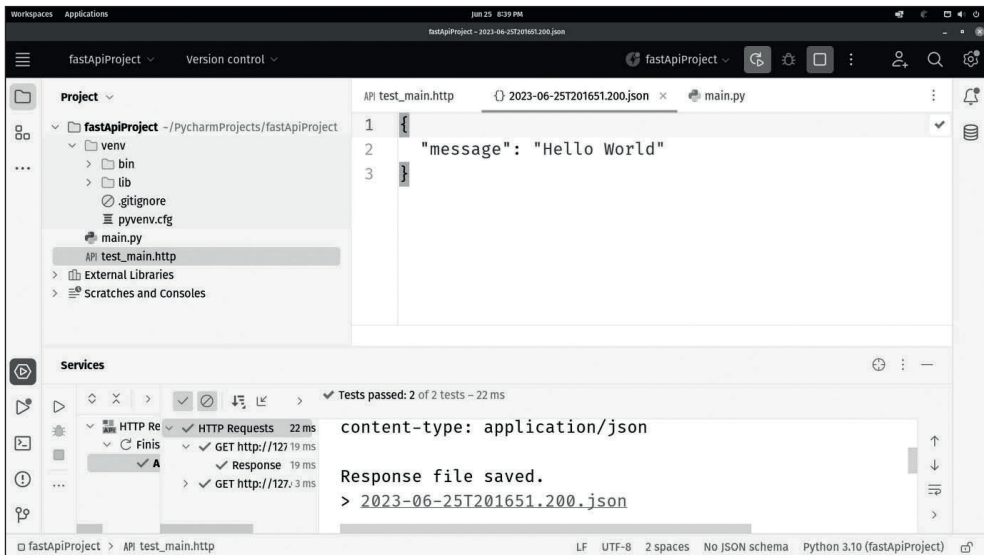 Workspaces Applications
Jun 25 8:39 PM
fastApiProject – 2023-06-25T201651.200.json
fastApiProject
Version control
fastApiProject
Project
fastApiProject ~/PycharmProjects/fastApiProject
venv
bin
lib
.gitignore
pyvenv.cfg
main.py
API test_main.http
External Libraries
Scratches and Consoles
API test_main.http
{} 2023-06-25T201651.200.json ×
main.py
1 {
2 "message": "Hello World"
3 }
Services
Tests passed: 2 of 2 tests – 22 ms
HTTP Re
Finis
A
HTTP Requests 22 ms
GET http://127 19 ms
Response 19 ms
GET http://127. 3 ms
content-type: application/json
Response file saved.
> 2023-06-25T201651.200.json
fastApiProject > API test_main.http
LF UTF-8 2 spaces No JSON schema Python 3.10 (fastApiProject)